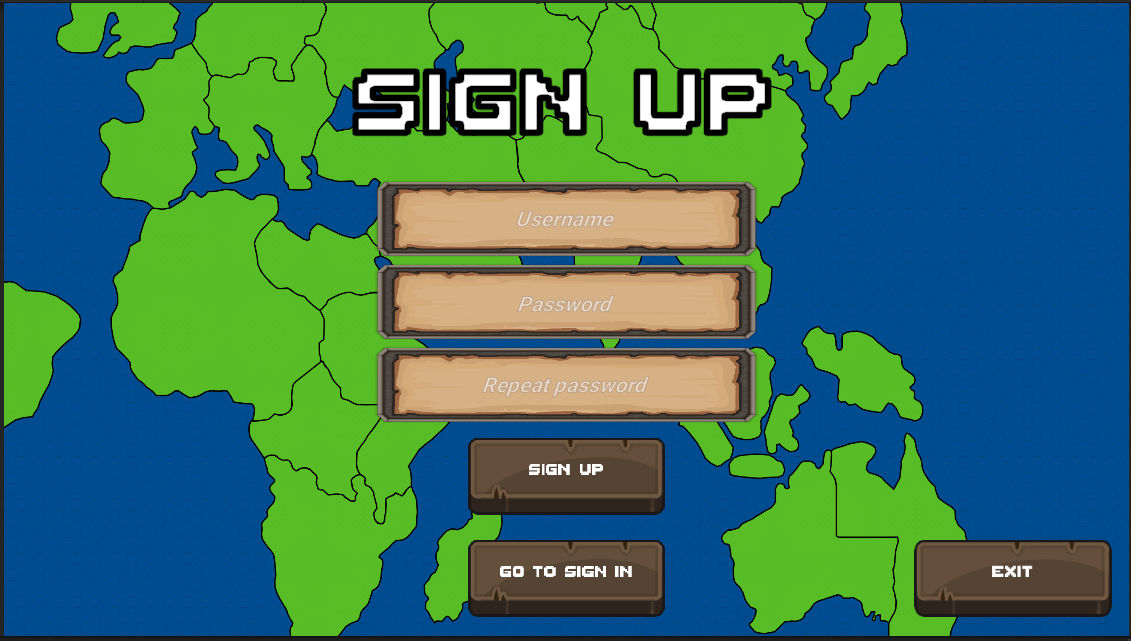 SIGN UP
Username
Password
Repeat password
SIGN UP
GO TO SIGN IN
EXIT